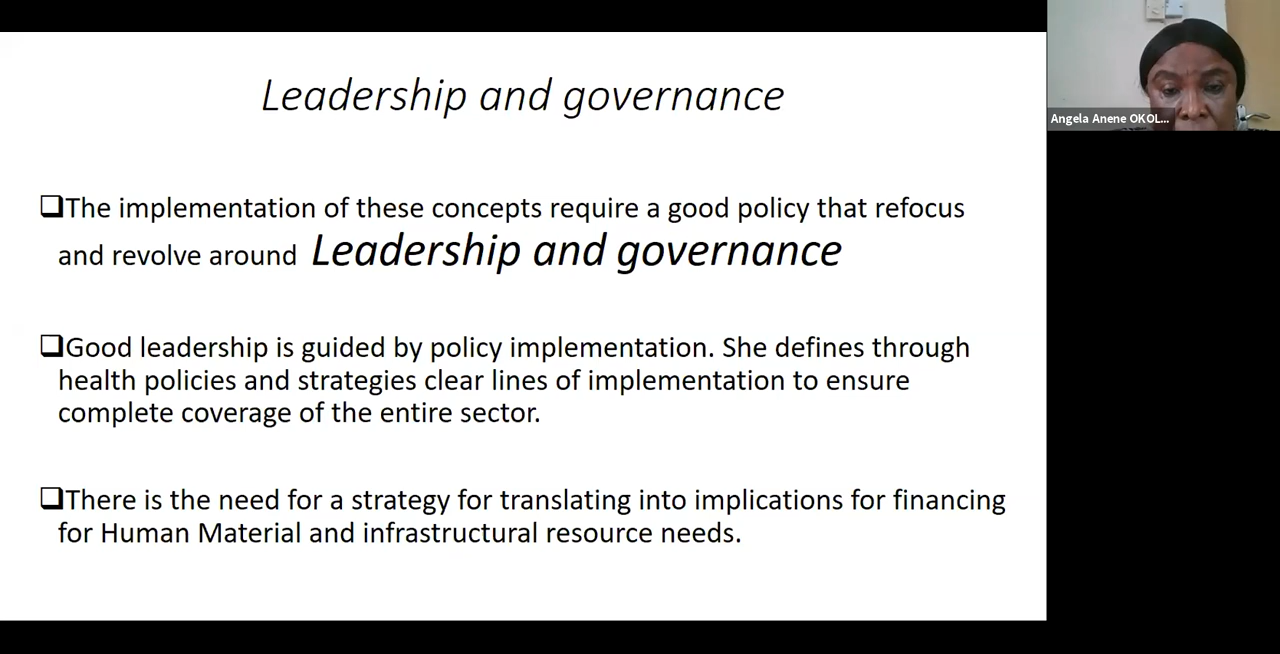 Leadership and governance
Angela Anene OKOL...
❑The implementation of these concepts require a good policy that refocus
and revolve around Leadership and governance
❑Good leadership is guided by policy implementation. She defines through
health policies and strategies clear lines of implementation to ensure
complete coverage of the entire sector.
❑There is the need for a strategy for translating into implications for financing
for Human Material and infrastructural resource needs.